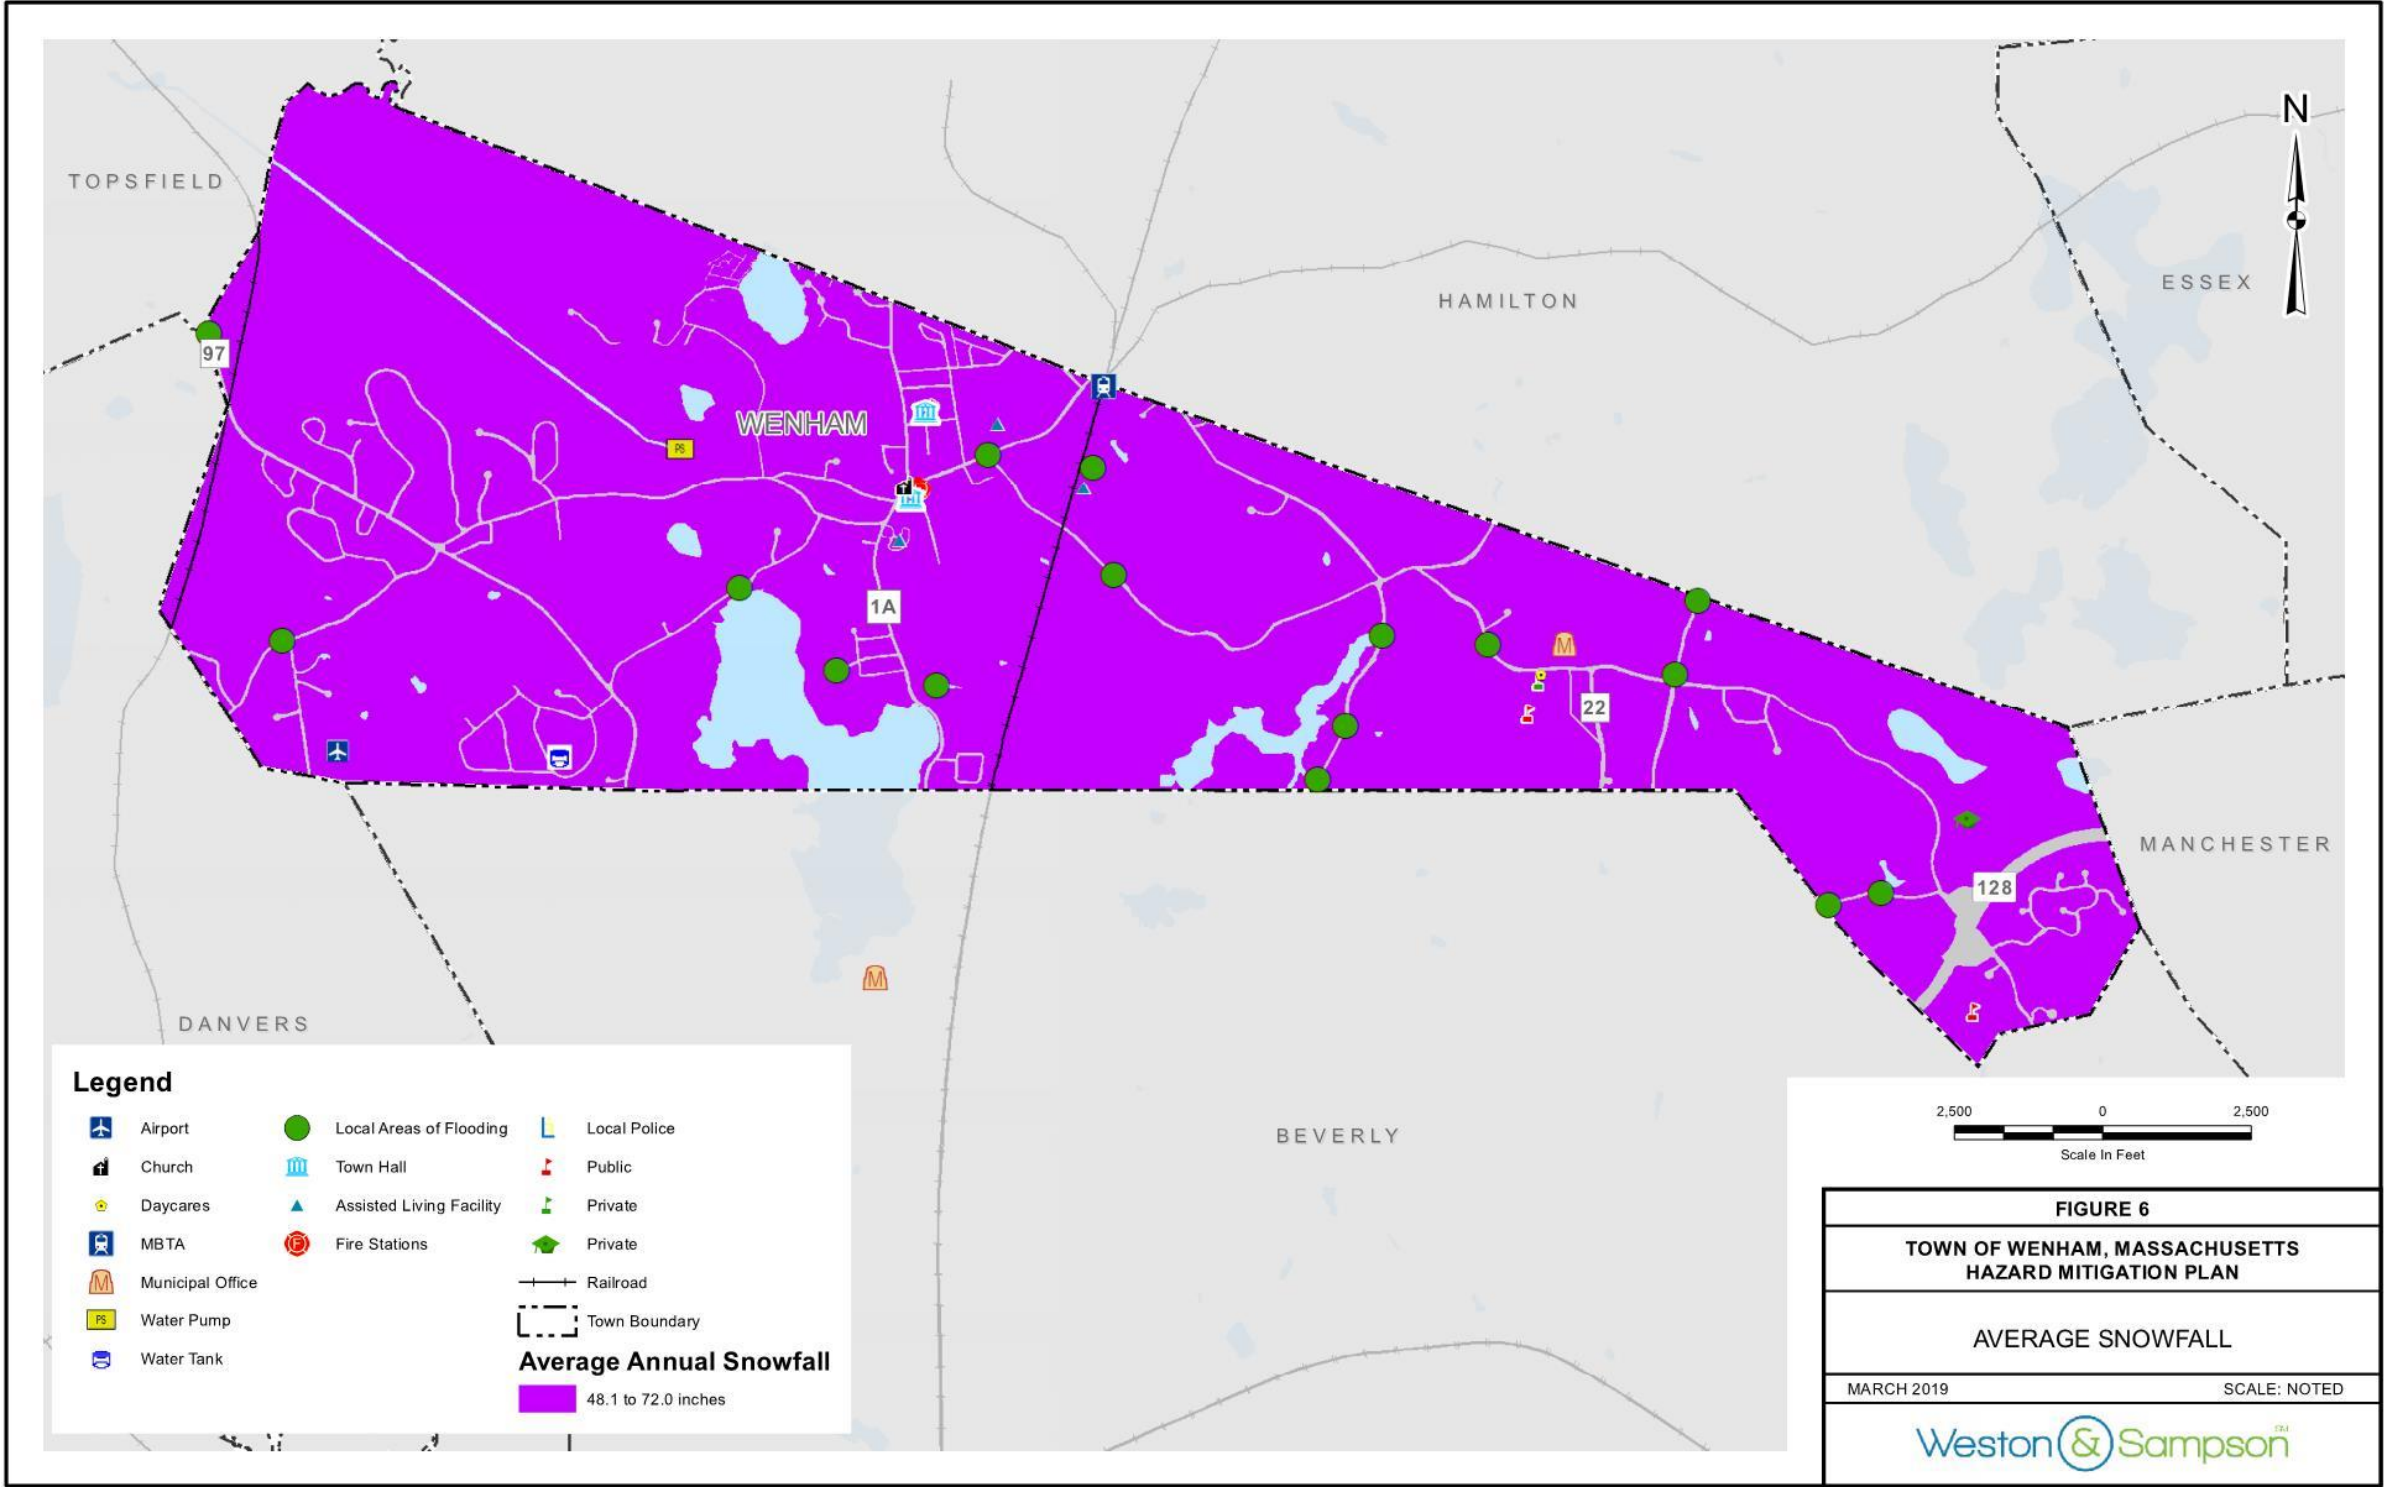 N
TOPSFIELD
ESSEX
HAMILTON
97
WENHAM
PS
1A
M
22
MANCHESTER
128
M
DANVERS
BEVERLY
Legend
Airport
Church
Daycares
MBTA
M Municipal Office
PS Water Pump
Water Tank
Local Areas of Flooding
Town Hall
Assisted Living Facility
F Fire Stations
Local Police
Public
Private
Private
Railroad
Town Boundary
Average Annual Snowfall
48.1 to 72.0 inches
2,500 0 2,500
Scale In Feet
FIGURE 6
TOWN OF WENHAM, MASSACHUSETTS
HAZARD MITIGATION PLAN
AVERAGE SNOWFALL
MARCH 2019 SCALE: NOTED
Weston & Sampson SM